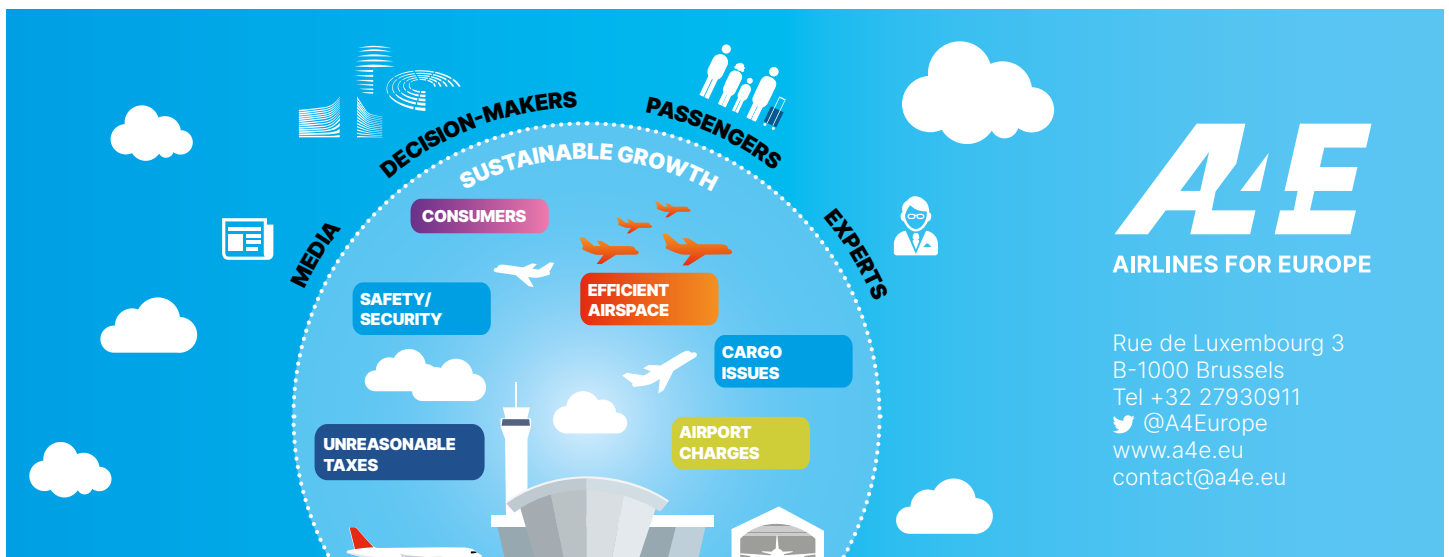 DECISION-MAKERS
PASSENGERS
MEDIA
EXPERTS
SUSTAINABLE GROWTH
CONSUMERS
SAFETY/
SECURITY
EFFICIENT
AIRSPACE
CARGO
ISSUES
UNREASONABLE
TAXES
AIRPORT
CHARGES
A4E
AIRLINES FOR EUROPE
Rue de Luxembourg 3
B-1000 Brussels
Tel +32 27930911
@A4Europe
www.a4e.eu
contact@a4e.eu